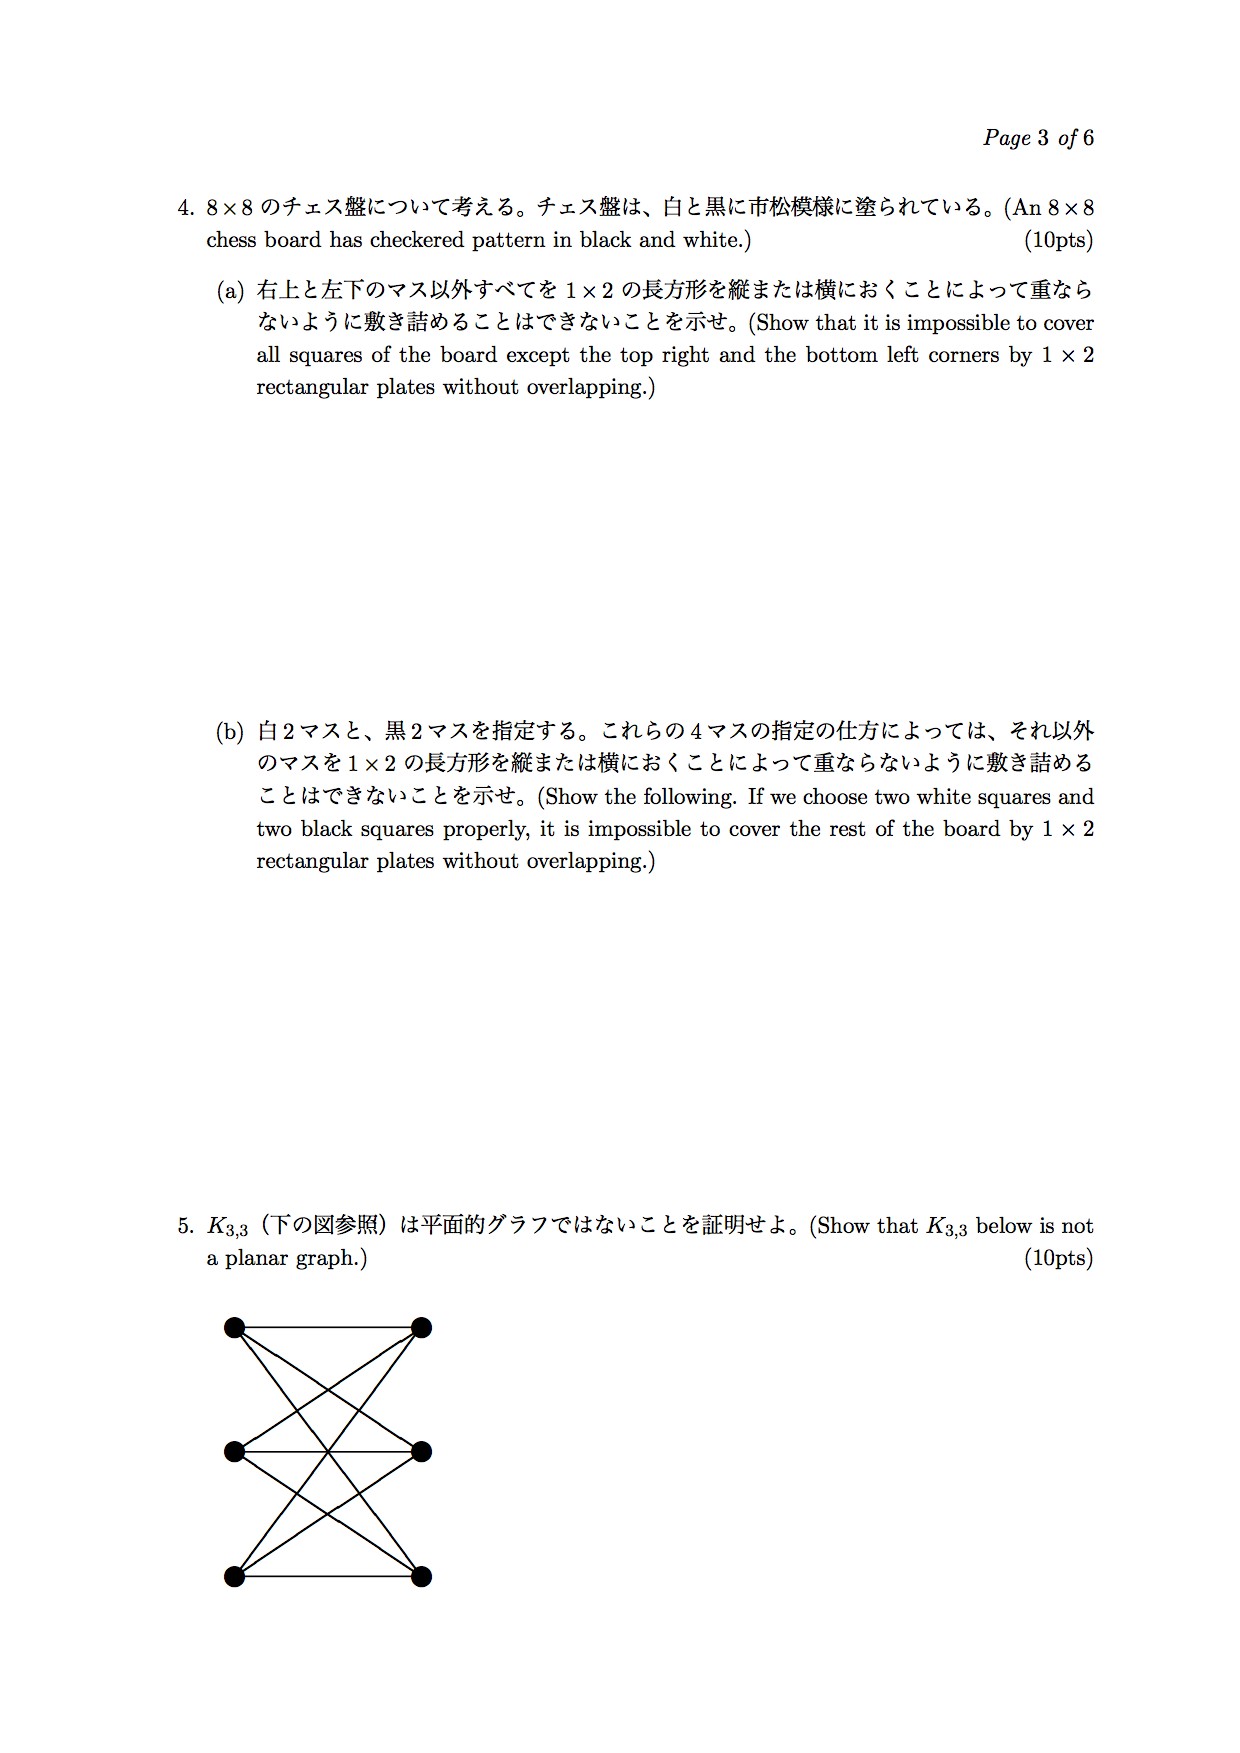 Page 3 of 6
4. 8×8 のチェス盤について考える。チェス盤は、白と黒に市松模様に塗られている。(An 8×8
chess board has checkered pattern in black and white.) (10pts)
(a) 右上と左下のマス以外すべてを 1×2 の長方形を縦または横におくことによって重なら
ないように敷き詰めることはできないことを示せ。(Show that it is impossible to cover
all squares of the board except the top right and the bottom left corners by 1 × 2
rectangular plates without overlapping.)
(b) 白 2 マスと、黒 2 マスを指定する。これらの 4 マスの指定の仕方によっては、それ以外
のマスを 1×2 の長方形を縦または横におくことによって重ならないように敷き詰める
ことはできないことを示せ。(Show the following. If we choose two white squares and
two black squares properly, it is impossible to cover the rest of the board by 1 × 2
rectangular plates without overlapping.)
5. K3,3（下の図参照）は平面的グラフではないことを証明せよ。(Show that K3,3 below is not
a planar graph.) (10pts)